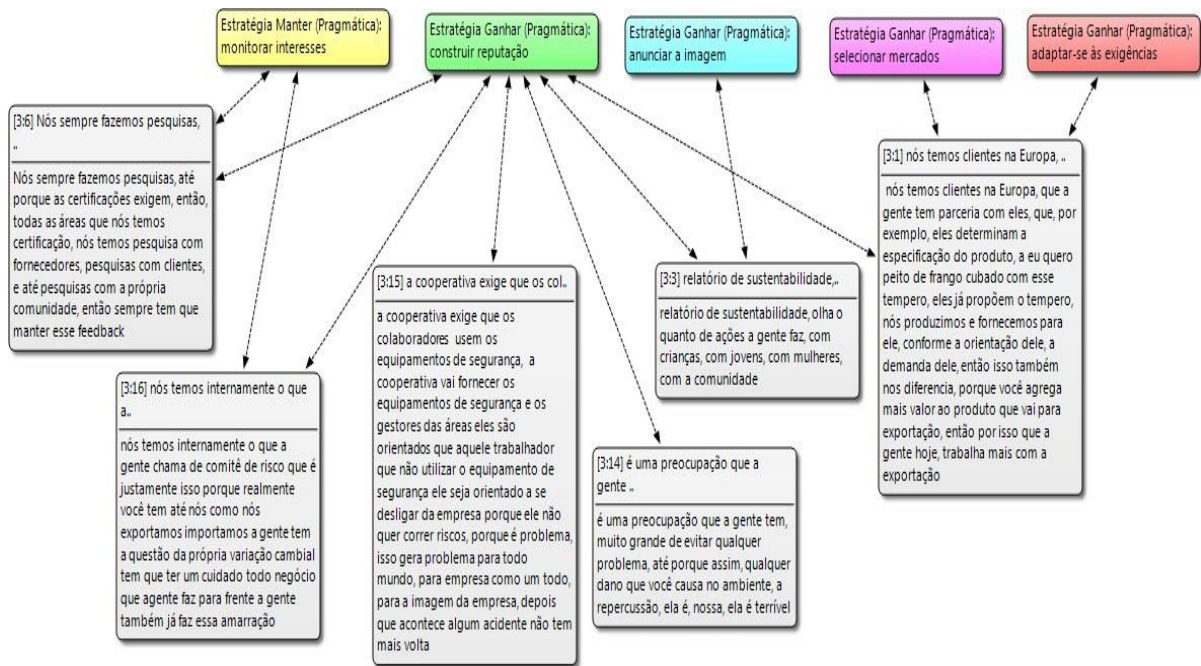 Estratégia Manter (Pragmática):
monitorar interesses
Estratégia Ganhar (Pragmática):
construir reputação
Estratégia Ganhar (Pragmática):
anunciar a imagem
Estratégia Ganhar (Pragmática):
selecionar mercados
Estratégia Ganhar (Pragmática):
adaptar-se às exigências
[3:6] Nós sempre fazemos pesquisas,
..
Nós sempre fazemos pesquisas, até
porque as certificações exigem, então,
todas as áreas que nós temos
certificação, nós temos pesquisa com
fornecedores, pesquisas com clientes,
e até pesquisas com a própria
comunidade, então sempre tem que
manter esse feedback
[3:16] nós temos internamente o que
a..
nós temos internamente o que a
gente chama de comitê de risco que é
justamente isso porque realmente
você tem até nós como nós
exportamos importamos a gente tem
a questão da própria variação cambial
tem que ter um cuidado todo negócio
que agente faz para frente a gente
também já faz essa amarração
[3:15] a cooperativa exige que os col..
a cooperativa exige que os
colaboradores usem os
equipamentos de segurança, a
cooperativa vai fornecer os
equipamentos de segurança e os
gestores das áreas eles são
orientados que aquele trabalhador
que não utilizar o equipamento de
segurança ele seja orientado a se
desligar da empresa porque ele não
quer correr riscos, porque é problema,
isso gera problema para todo
mundo, para empresa como um todo,
para a imagem da empresa, depois
que acontece algum acidente não tem
mais volta
[3:14] é uma preocupação que a
gente ..
é uma preocupação que a gente tem,
muito grande de evitar qualquer
problema, até porque assim, qualquer
dano que você causa no ambiente, a
repercussão, ela é, nossa, ela é terrível
[3:3] relatório de sustentabilidade,..
relatório de sustentabilidade, olha o
quanto de ações a gente faz, com
crianças, com jovens, com mulheres,
com a comunidade
[3:1] nós temos clientes na Europa, ..
nós temos clientes na Europa, que a
gente tem parceria com eles, que, por
exemplo, eles determinam a
especificação do produto, a eu quero
peito de frango cubado com esse
tempero, eles já propõem o tempero,
nós produzimos e fornecemos para
ele, conforme a orientação dele, a
demanda dele, então isso também
nos diferencia, porque você agrega
mais valor ao produto que vai para
exportação, então por isso que a
gente hoje, trabalha mais com a
exportação